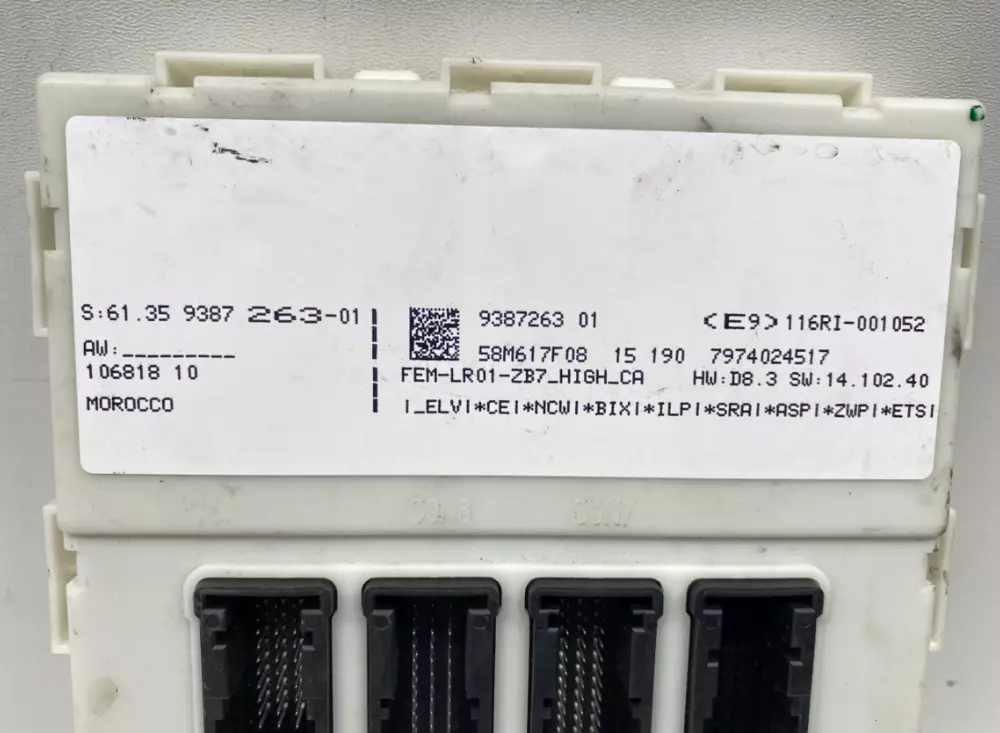 S:61.35 9387 263-01
AW:_________
106818 10
MOROCCO
9387263 01
<E9>116RI-001052
58M617F08 15 190 7974024517
FEM-LR01-ZB7_HIGH_CA HW:D8.3 SW:14.102.40
|_ELV|*CE|*NCW|*BIX|*ILP|*SRA|*ASP|*ZWP|*ETS|